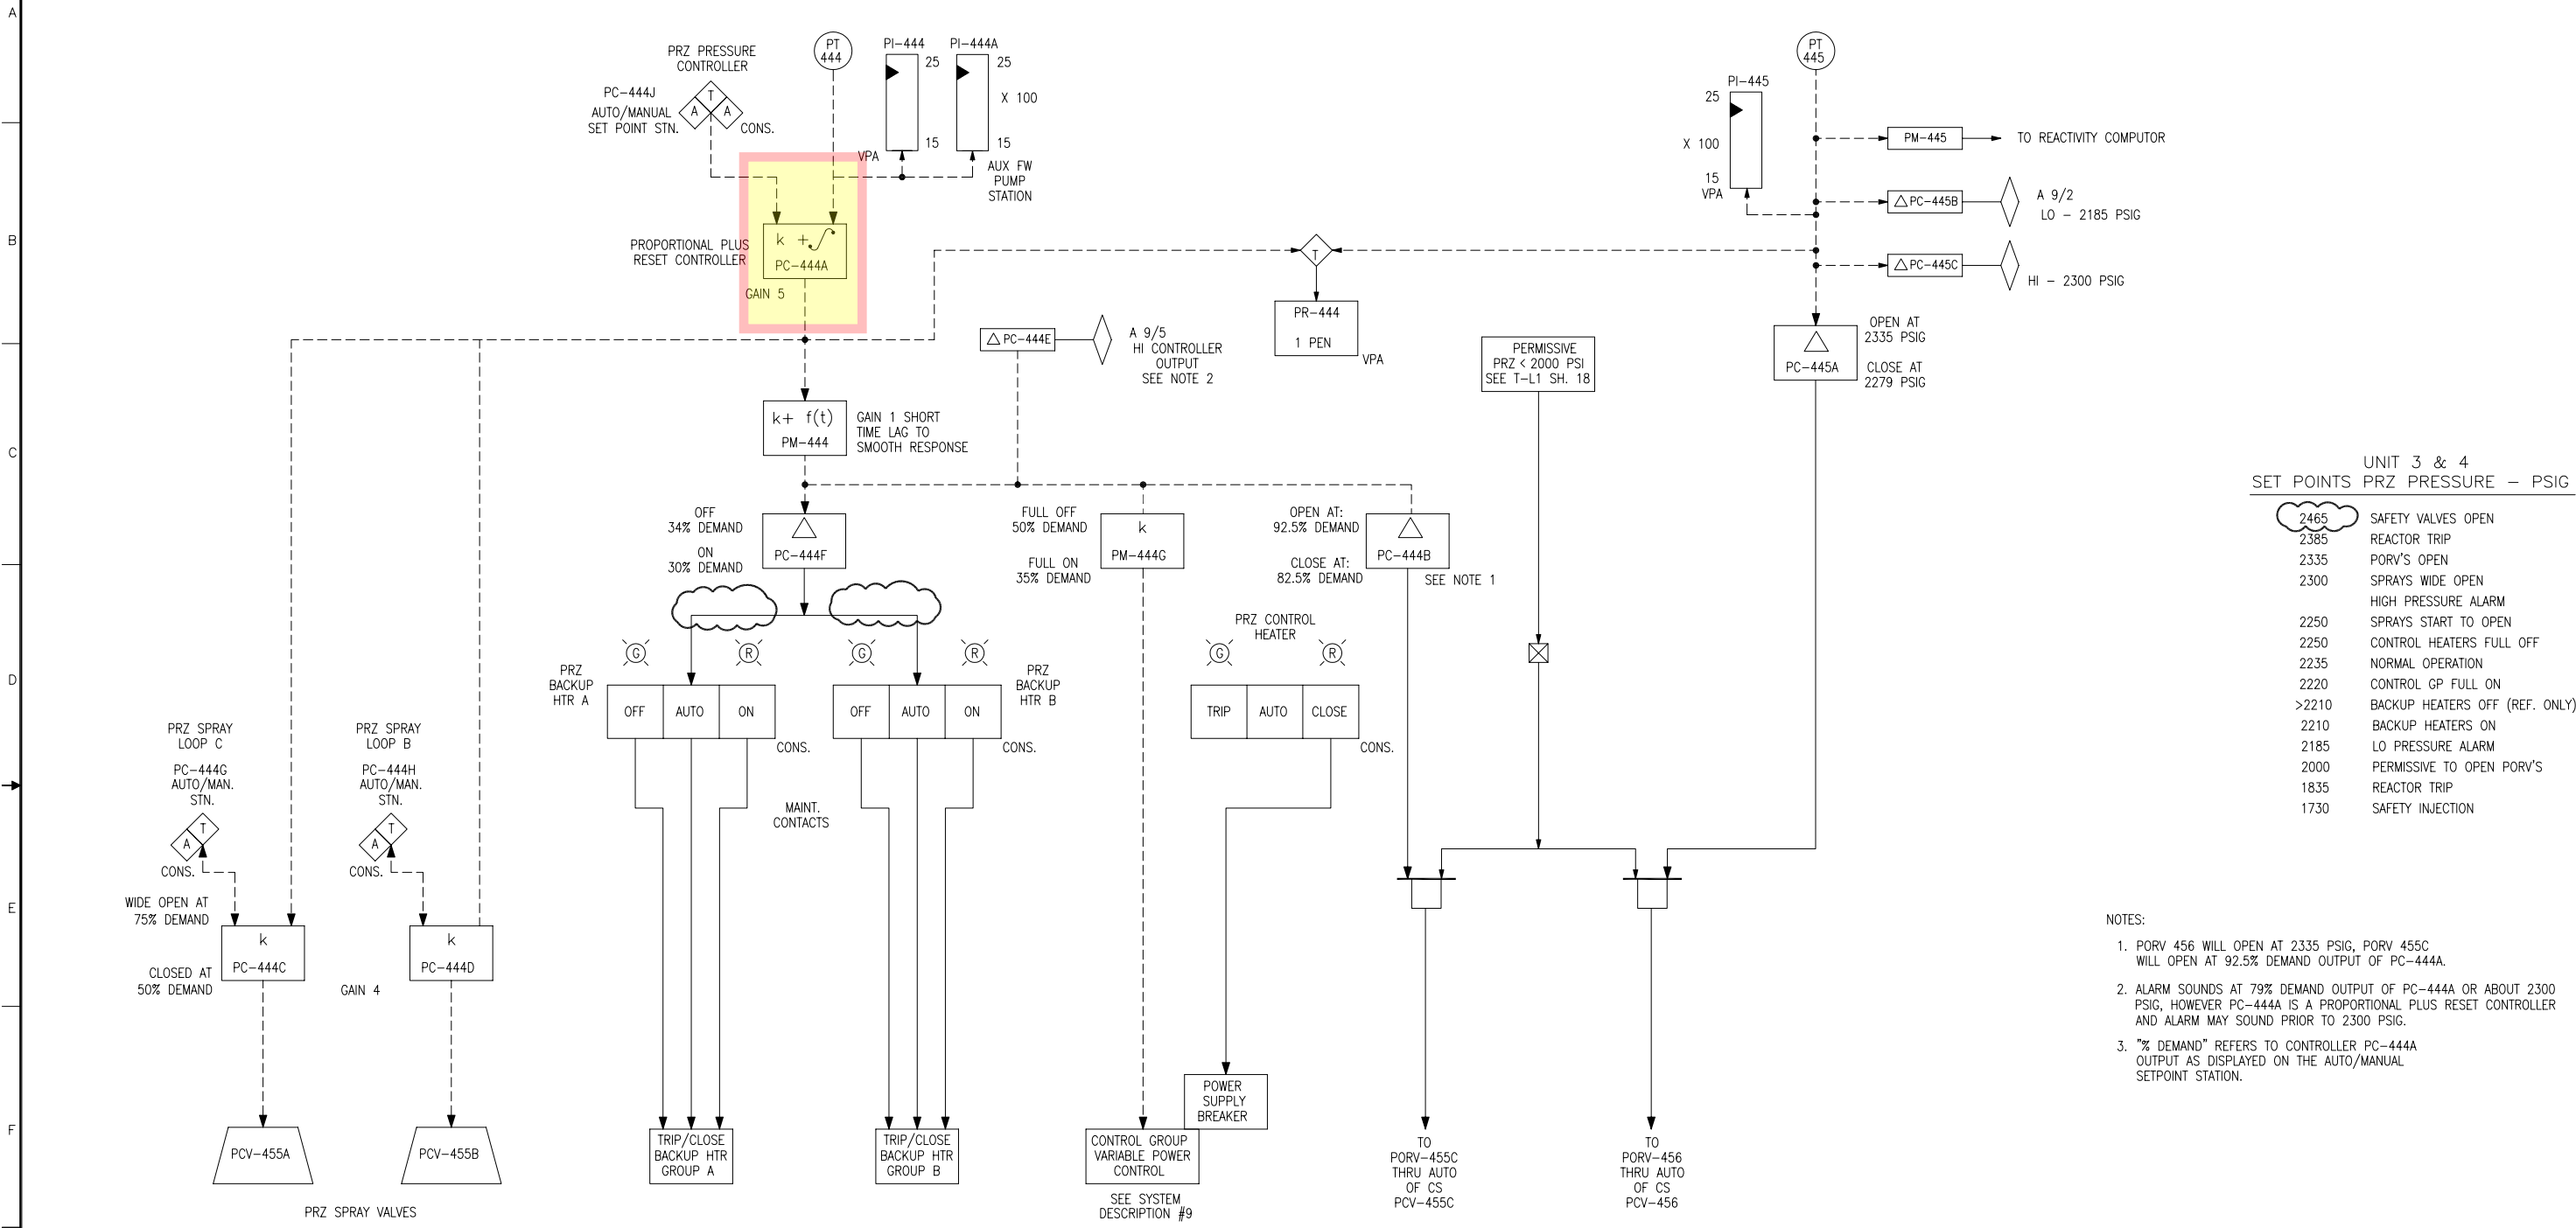 A
B
C
D
E
F
PRZ PRESSURE
CONTROLLER
PC-444J
AUTO/MANUAL
SET POINT STN.
T
A
A
CONS.
PT
444
PI-444
25
15
VPA
PI-444A
25
X 100
15
AUX FW
PUMP
STATION
PROPORTIONAL PLUS
RESET CONTROLLER
k +∫
PC-444A
GAIN 5
PT
445
PI-445
25
X 100
15
VPA
PM-445
TO REACTIVITY COMPUTOR
△ PC-445B
A 9/2
LO - 2185 PSIG
△ PC-445C
HI - 2300 PSIG
T
PR-444
1 PEN
VPA
△ PC-444E
A 9/5
HI CONTROLLER
OUTPUT
SEE NOTE 2
PERMISSIVE
PRZ < 2000 PSI
SEE T-L1 SH. 18
△
PC-445A
OPEN AT
2335 PSIG
CLOSE AT
2279 PSIG
k+ f(t)
PM-444
GAIN 1 SHORT
TIME LAG TO
SMOOTH RESPONSE
OFF
34% DEMAND
ON
30% DEMAND
△
PC-444F
FULL OFF
50% DEMAND
FULL ON
35% DEMAND
k
PM-444G
OPEN AT:
92.5% DEMAND
CLOSE AT:
82.5% DEMAND
△
PC-444B
SEE NOTE 1
PRZ
BACKUP
HTR A
G
R
OFF
AUTO
ON
CONS.
G
R
OFF
AUTO
ON
CONS.
PRZ
BACKUP
HTR B
PRZ CONTROL
HEATER
G
R
TRIP
AUTO
CLOSE
CONS.
MAINT.
CONTACTS
PRZ SPRAY
LOOP C
PC-444G
AUTO/MAN.
STN.
T
A
CONS.
WIDE OPEN AT
75% DEMAND
CLOSED AT
50% DEMAND
k
PC-444C
PRZ SPRAY
LOOP B
PC-444H
AUTO/MAN.
STN.
T
A
CONS.
k
PC-444D
GAIN 4
PCV-455A
PCV-455B
PRZ SPRAY VALVES
TRIP/CLOSE
BACKUP HTR
GROUP A
TRIP/CLOSE
BACKUP HTR
GROUP B
POWER
SUPPLY
BREAKER
CONTROL GROUP
VARIABLE POWER
CONTROL
SEE SYSTEM
DESCRIPTION #9
TO
PORV-455C
THRU AUTO
OF CS
PCV-455C
TO
PORV-456
THRU AUTO
OF CS
PCV-456
UNIT 3 & 4
SET POINTS PRZ PRESSURE - PSIG
2465 SAFETY VALVES OPEN
2385 REACTOR TRIP
2335 PORV'S OPEN
2300 SPRAYS WIDE OPEN
HIGH PRESSURE ALARM
2250 SPRAYS START TO OPEN
2250 CONTROL HEATERS FULL OFF
2235 NORMAL OPERATION
2220 CONTROL GP FULL ON
>2210 BACKUP HEATERS OFF (REF. ONLY)
2210 BACKUP HEATERS ON
2185 LO PRESSURE ALARM
2000 PERMISSIVE TO OPEN PORV'S
1835 REACTOR TRIP
1730 SAFETY INJECTION
NOTES:
1. PORV 456 WILL OPEN AT 2335 PSIG, PORV 455C
WILL OPEN AT 92.5% DEMAND OUTPUT OF PC-444A.
2. ALARM SOUNDS AT 79% DEMAND OUTPUT OF PC-444A OR ABOUT 2300
PSIG, HOWEVER PC-444A IS A PROPORTIONAL PLUS RESET CONTROLLER
AND ALARM MAY SOUND PRIOR TO 2300 PSIG.
3. "% DEMAND" REFERS TO CONTROLLER PC-444A
OUTPUT AS DISPLAYED ON THE AUTO/MANUAL
SETPOINT STATION.